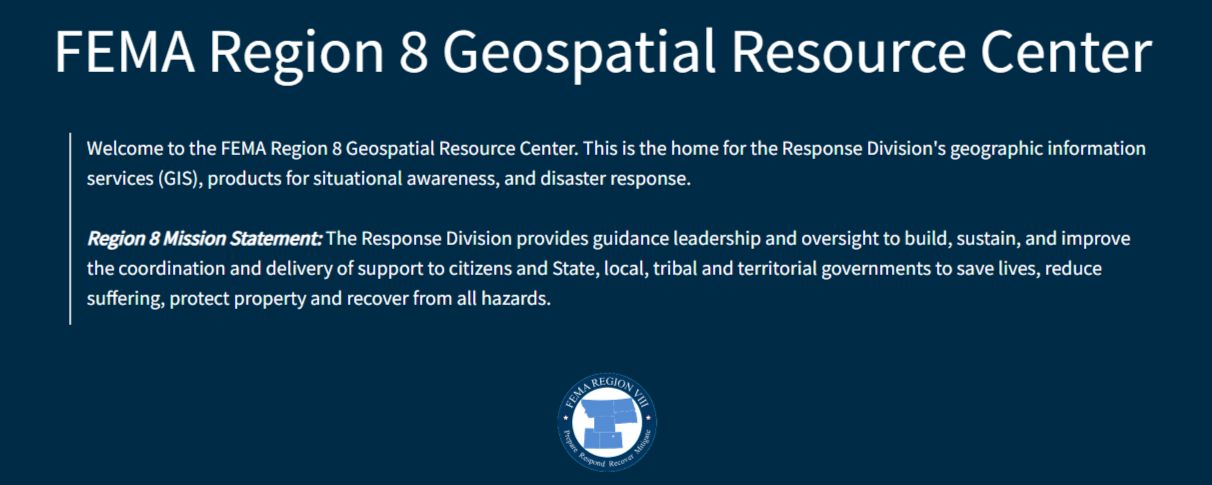 FEMA Region 8 Geospatial Resource Center
Welcome to the FEMA Region 8 Geospatial Resource Center. This is the home for the Response Division's geographic information
services (GIS), products for situational awareness, and disaster response.
Region 8 Mission Statement: The Response Division provides guidance leadership and oversight to build, sustain, and improve
the coordination and delivery of support to citizens and State, local, tribal and territorial governments to save lives, reduce
suffering, protect property and recover from all hazards.
FEMA REGION VIII
Prepare Respond Recover Mitigate